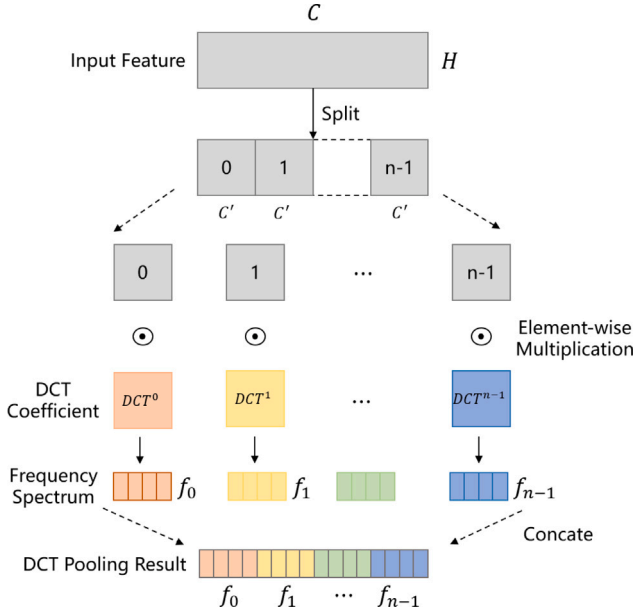 C
Input Feature
H
Split
0 1 n-1
C' C' C'
0 1 ... n-1
Element-wise
Multiplication
DCT
Coefficient
DCT⁰ DCT¹ ... DCTⁿ⁻¹
Frequency
Spectrum
f₀ f₁ fₙ₋₁
Concate
DCT Pooling Result
f₀ f₁ ... fₙ₋₁